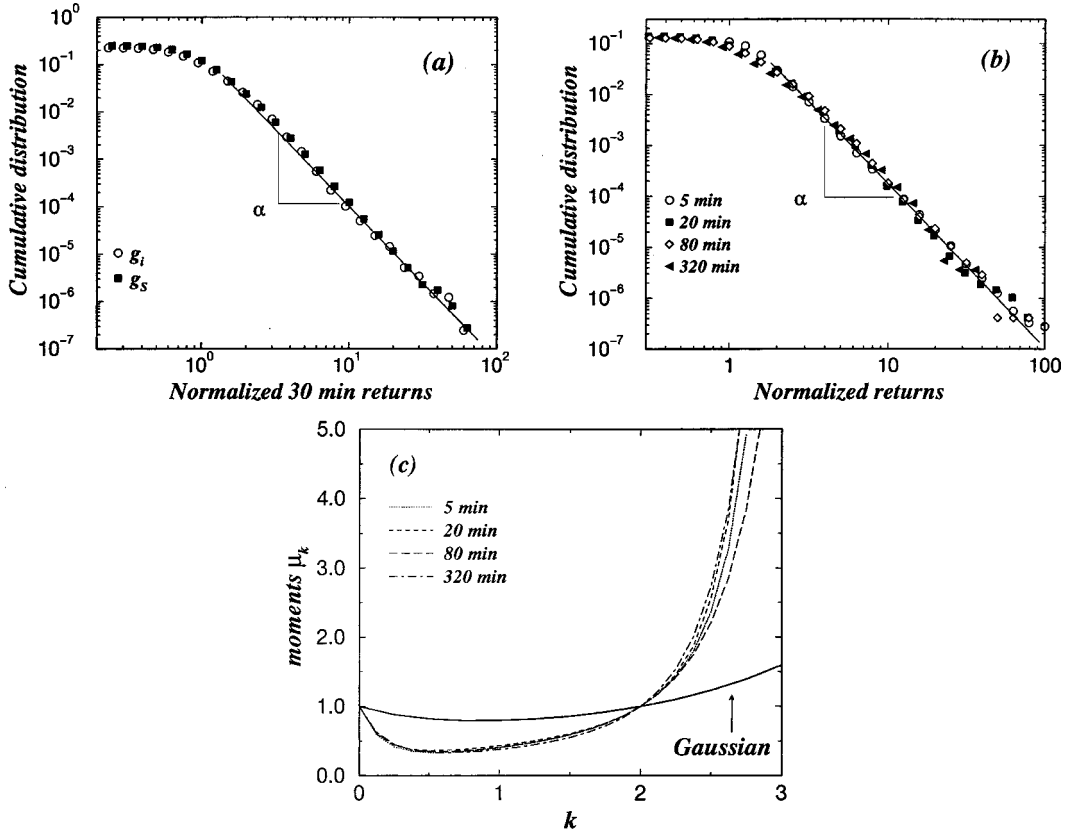 10⁰
10⁻¹
10⁻²
10⁻³
10⁻⁴
10⁻⁵
10⁻⁶
10⁻⁷
Cumulative distribution
(a)
α
gᵢ
g_S
10⁰
10¹
10²
Normalized 30 min returns
10⁻¹
10⁻²
10⁻³
10⁻⁴
10⁻⁵
10⁻⁶
10⁻⁷
Cumulative distribution
(b)
α
5 min
20 min
80 min
320 min
1
10
100
Normalized returns
5.0
4.0
3.0
2.0
1.0
0.0
moments μₖ
(c)
5 min
20 min
80 min
320 min
Gaussian
0
1
2
3
k